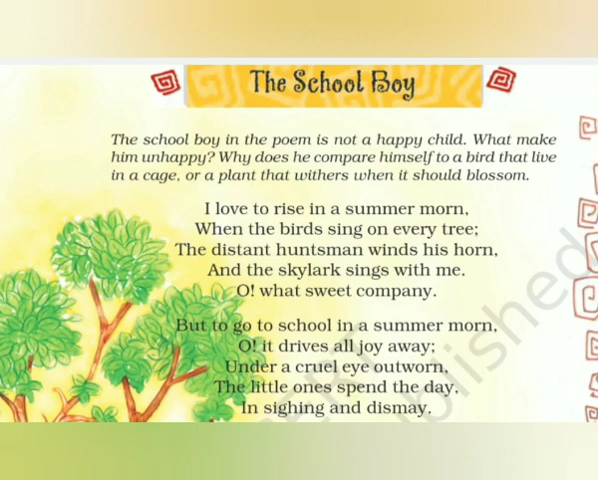 The School Boy
The school boy in the poem is not a happy child. What make
him unhappy? Why does he compare himself to a bird that live
in a cage, or a plant that withers when it should blossom.
I love to rise in a summer morn,
When the birds sing on every tree;
The distant huntsman winds his horn,
And the skylark sings with me.
O! what sweet company.
But to go to school in a summer morn,
O! it drives all joy away;
Under a cruel eye outworn,
The little ones spend the day,
In sighing and dismay.